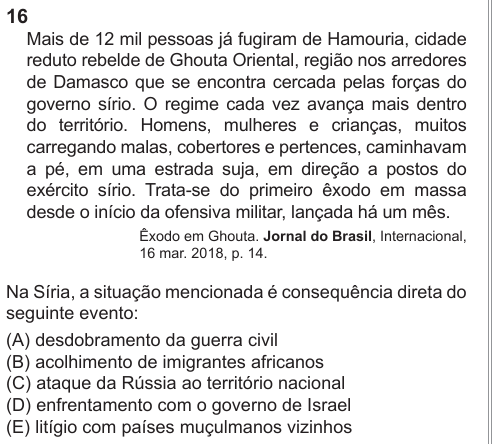 16
Mais de 12 mil pessoas já fugiram de Hamouria, cidade
reduto rebelde de Ghouta Oriental, região nos arredores
de Damasco que se encontra cercada pelas forças do
governo sírio. O regime cada vez avança mais dentro
do território. Homens, mulheres e crianças, muitos
carregando malas, cobertores e pertences, caminhavam
a pé, em uma estrada suja, em direção a postos do
exército sírio. Trata-se do primeiro êxodo em massa
desde o início da ofensiva militar, lançada há um mês.
Êxodo em Ghouta. Jornal do Brasil, Internacional,
16 mar. 2018, p. 14.
Na Síria, a situação mencionada é consequência direta do
seguinte evento:
(A) desdobramento da guerra civil
(B) acolhimento de imigrantes africanos
(C) ataque da Rússia ao território nacional
(D) enfrentamento com o governo de Israel
(E) litígio com países muçulmanos vizinhos